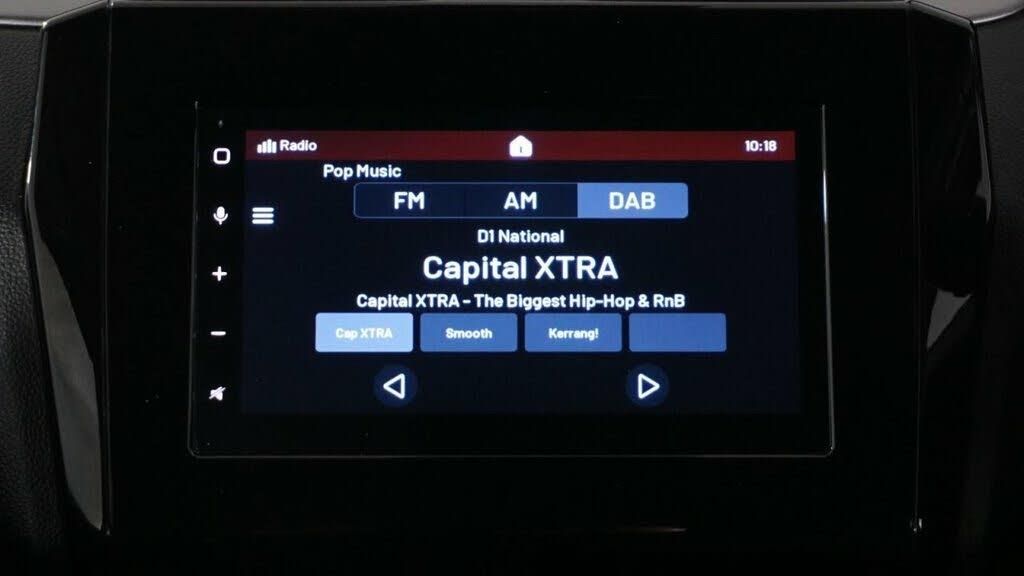 Radio 10:18
Pop Music
FM AM DAB
D1 National
Capital XTRA
Capital XTRA - The Biggest Hip-Hop & RnB
Cap XTRA Smooth Kerrang!